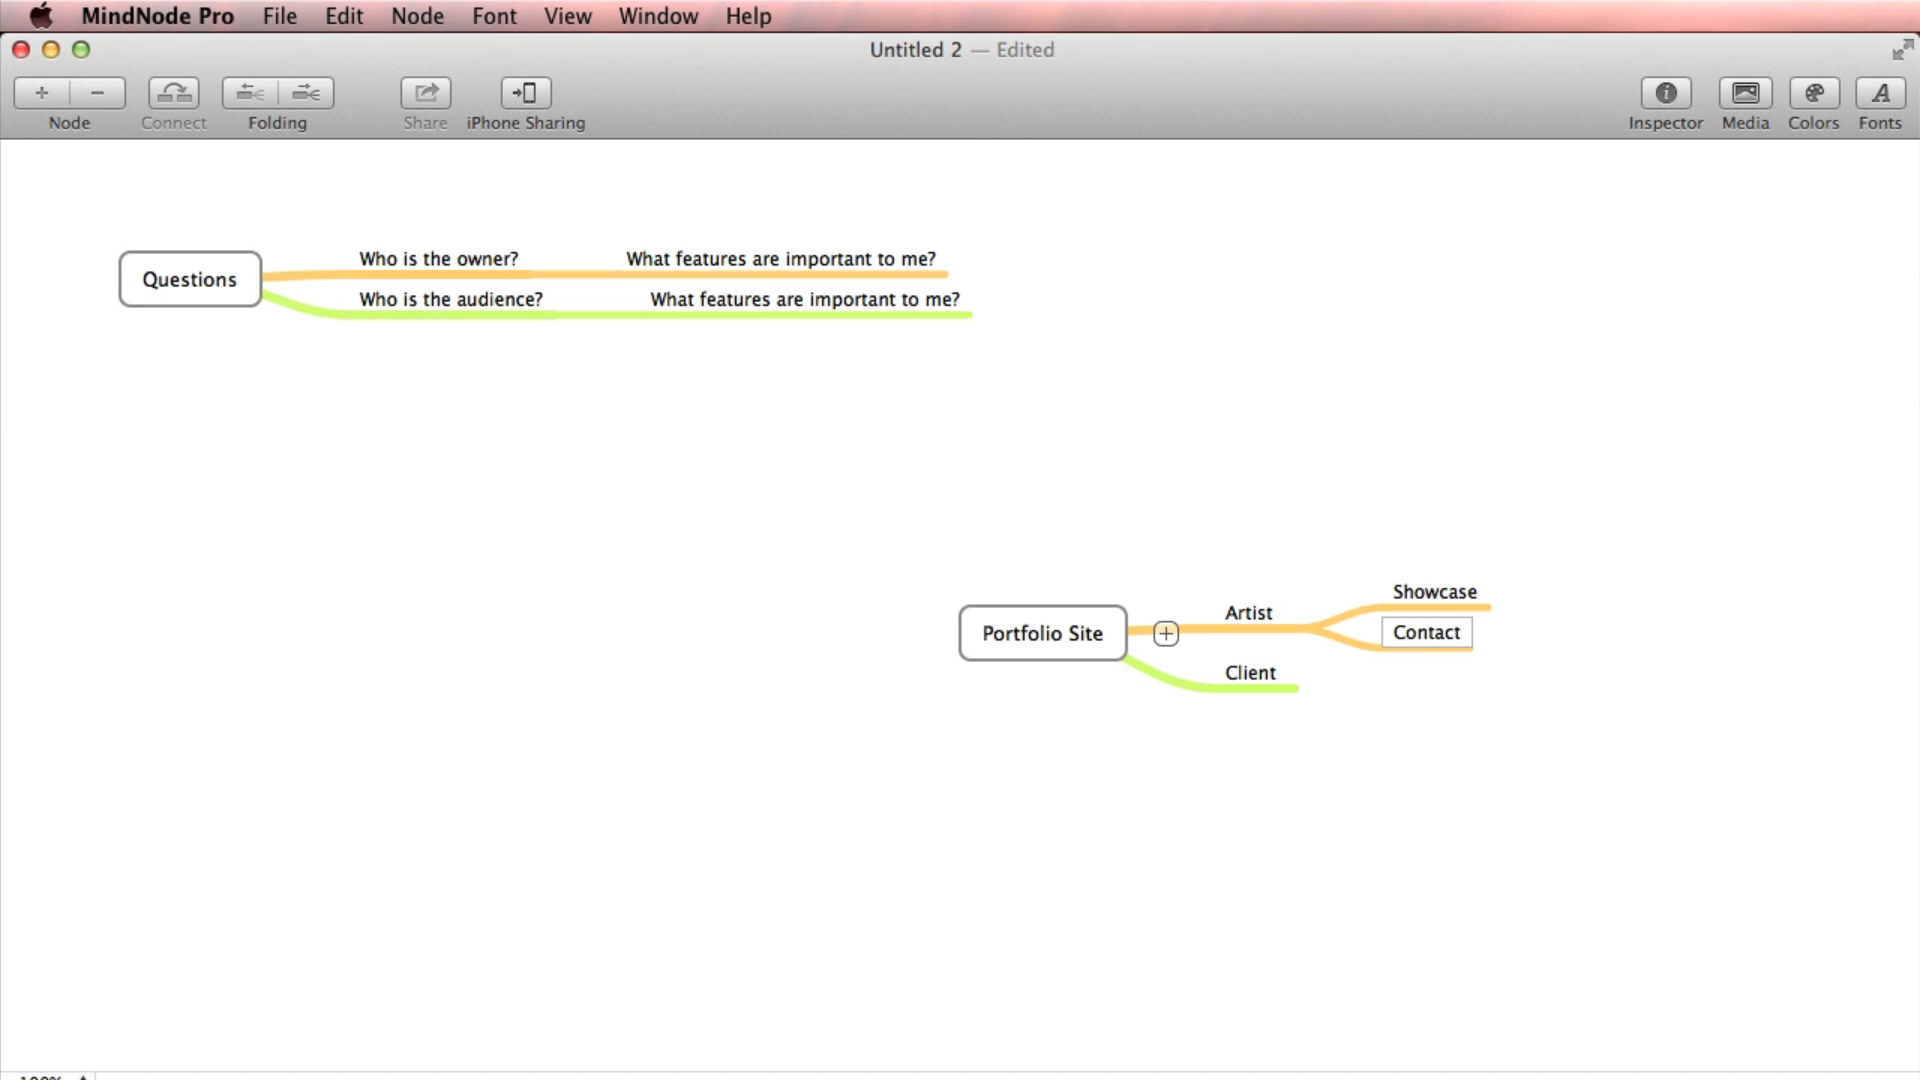 MindNode Pro File Edit Node Font View Window Help
Untitled 2 — Edited
Node Connect Folding Share iPhone Sharing Inspector Media Colors Fonts
Questions
Who is the owner? What features are important to me?
Who is the audience? What features are important to me?
Portfolio Site
Artist
Showcase
Contact
Client
100%